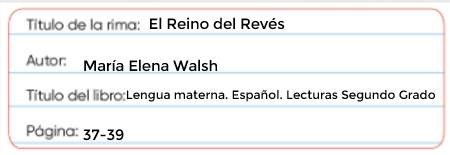 Título de la rima: El Reino del Revés
Autor: María Elena Walsh
Título del libro:Lengua materna. Español. Lecturas Segundo Grado
Página: 37-39